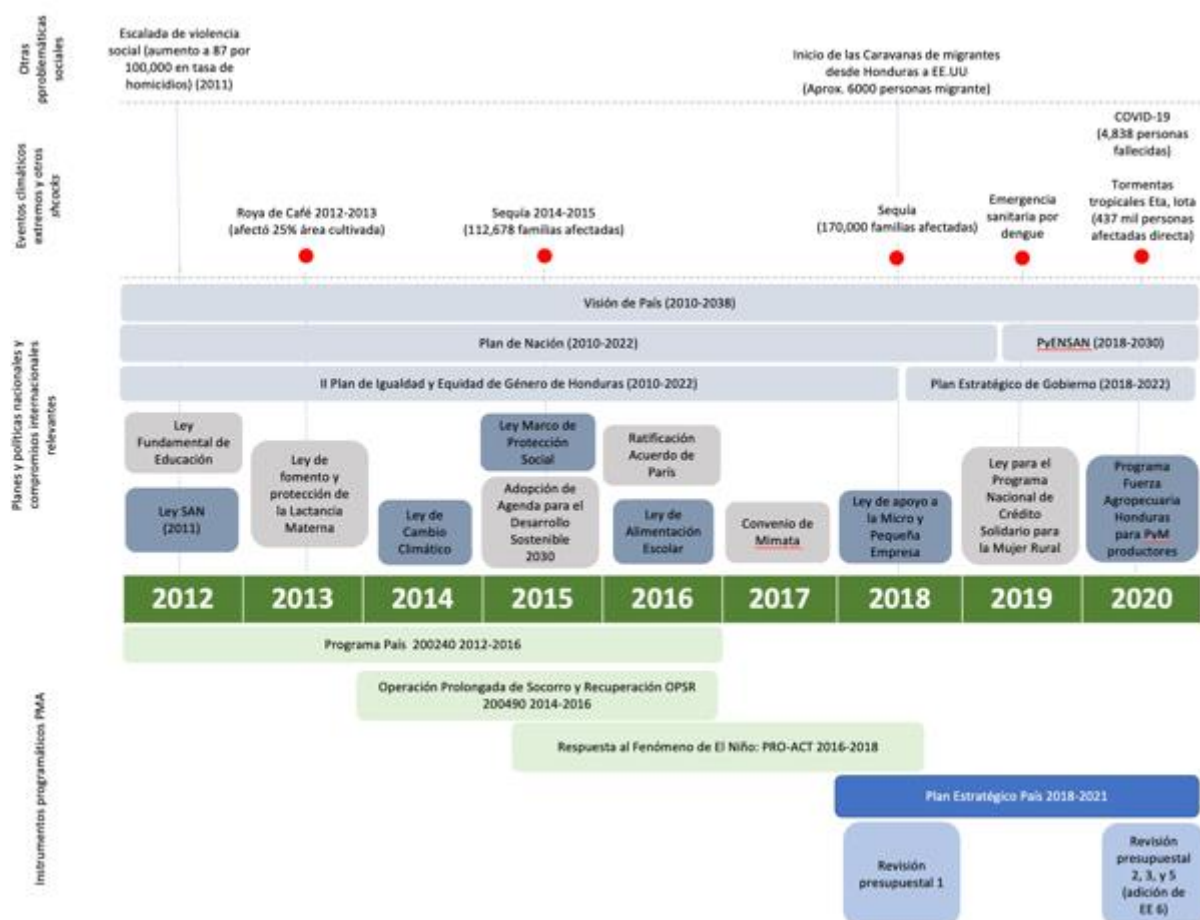 Otras
pproblemáticas
sociales
Escalada de violencia
social (aumento a 87 por
100,000 en tasa de
homicidios) (2011)
Inicio de las Caravanas de migrantes
desde Honduras a EE.UU
(Aprox. 6000 personas migrante)
Eventos climáticos
extremos y otros
shcocks
Roya de Café 2012-2013
(afectó 25% área cultivada)
Sequía 2014-2015
(112,678 familias afectadas)
Sequía
(170,000 familias afectadas)
Emergencia
sanitaria por
dengue
COVID-19
(4,838 personas
fallecidas)
Tormentas
tropicales Eta, Iota
(437 mil personas
afectadas directa)
Planes y políticas nacionales y
compromisos internacionales
relevantes
Visión de País (2010-2038)
Plan de Nación (2010-2022)
PyENSAN (2018-2030)
II Plan de Igualdad y Equidad de Género de Honduras (2010-2022)
Plan Estratégico de Gobierno (2018-2022)
Ley
Fundamental de
Educación
Ley SAN
(2011)
Ley de
fomento y
protección de
la Lactancia
Materna
Ley de
Cambio
Climático
Ley Marco de
Protección
Social
Adopción de
Agenda para el
Desarrollo
Sostenible
2030
Ratificación
Acuerdo de
Paris
Ley de
Alimentación
Escolar
Convenio de
Mimata
Ley de apoyo a
la Micro y
Pequeña
Empresa
Ley para el
Programa
Nacional de
Crédito
Solidario para
la Mujer Rural
Programa
Fuerza
Agropecuaria
Honduras
para PyM
productores
2012 2013 2014 2015 2016 2017 2018 2019 2020
Instrumentos programáticos PMA
Programa País 200240 2012-2016
Operación Prolongada de Socorro y Recuperación OPSR
200490 2014-2016
Respuesta al Fenómeno de El Niño: PRO-ACT 2016-2018
Plan Estratégico País 2018-2021
Revisión
presupuestal 1
Revisión
presupuestal
2, 3, y 5
(adición de
EE 6)